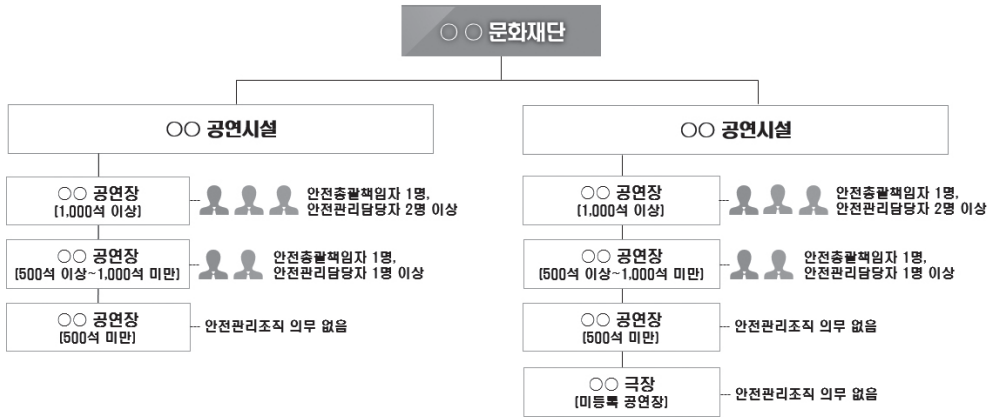 ○ ○ 문화재단
○○ 공연시설
○○ 공연장
(1,000석 이상)
안전총괄책임자 1명,
안전관리담당자 2명 이상
○○ 공연장
(500석 이상~1,000석 미만)
안전총괄책임자 1명,
안전관리담당자 1명 이상
○○ 공연장
(500석 미만)
안전관리조직 의무 없음
○○ 공연시설
○○ 공연장
(1,000석 이상)
안전총괄책임자 1명,
안전관리담당자 2명 이상
○○ 공연장
(500석 이상~1,000석 미만)
안전총괄책임자 1명,
안전관리담당자 1명 이상
○○ 공연장
(500석 미만)
안전관리조직 의무 없음
○○ 극장
(미등록 공연장)
안전관리조직 의무 없음